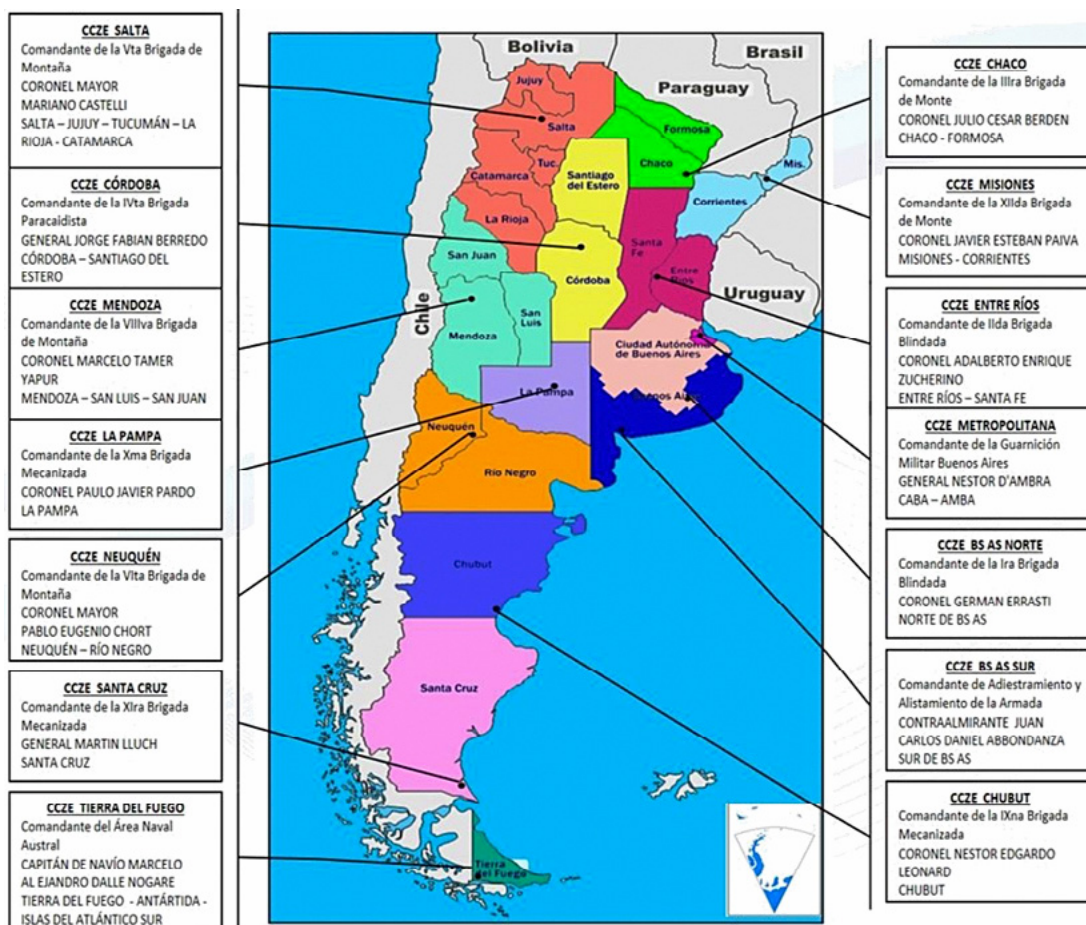 CCZE SALTA
Comandante de la Vta Brigada de
Montaña
CORONEL MAYOR
MARIANO CASTELLI
SALTA – JUJUY – TUCUMÁN – LA
RIOJA - CATAMARCA
CCZE CÓRDOBA
Comandante de la IVta Brigada
Paracaidista
GENERAL JORGE FABIAN BERREDO
CÓRDOBA – SANTIAGO DEL
ESTERO
CCZE MENDOZA
Comandante de la VIIIva Brigada
de Montaña
CORONEL MARCELO TAMER
YAPUR
MENDOZA – SAN LUIS – SAN JUAN
CCZE LA PAMPA
Comandante de la Xma Brigada
Mecanizada
CORONEL PAULO JAVIER PARDO
LA PAMPA
CCZE NEUQUÉN
Comandante de la VIta Brigada de
Montaña
CORONEL MAYOR
PABLO EUGENIO CHORT
NEUQUÉN – RÍO NEGRO
CCZE SANTA CRUZ
Comandante de la XIra Brigada
Mecanizada
GENERAL MARTIN LLUCH
SANTA CRUZ
CCZE TIERRA DEL FUEGO
Comandante del Área Naval
Austral
CAPITÁN DE NAVÍO MARCELO
AL EJANDRO DALLE NOGARE
TIERRA DEL FUEGO - ANTÁRTIDA -
ISLAS DEL ATLÁNTICO SUR
Bolivia
Brasil
Paraguay
Chile
Uruguay
Jujuy
Salta
Formosa
Chaco
Mis.
Tuc.
Catamarca
Santiago
del Estero
Corrientes
La Rioja
Santa
Fe
San Juan
Córdoba
Entre
Ríos
San
Luis
Mendoza
Ciudad Autónoma
de Buenos Aires
La Pampa
Buenos Aires
Neuquén
Río Negro
Chubut
Santa Cruz
Tierra
del Fuego
CCZE CHACO
Comandante de la IIIra Brigada
de Monte
CORONEL JULIO CESAR BERDEN
CHACO - FORMOSA
CCZE MISIONES
Comandante de la XIIda Brigada
de Monte
CORONEL JAVIER ESTEBAN PAIVA
MISIONES - CORRIENTES
CCZE ENTRE RÍOS
Comandante de IIda Brigada
Blindada
CORONEL ADALBERTO ENRIQUE
ZUCHERINO
ENTRE RÍOS – SANTA FE
CCZE METROPOLITANA
Comandante de la Guarnición
Militar Buenos Aires
GENERAL NESTOR D'AMBRA
CABA – AMBA
CCZE BS AS NORTE
Comandante de la Ira Brigada
Blindada
CORONEL GERMAN ERRASTI
NORTE DE BS AS
CCZE BS AS SUR
Comandante de Adiestramiento y
Alistamiento de la Armada
CONTRAALMIRANTE JUAN
CARLOS DANIEL ABBONDANZA
SUR DE BS AS
CCZE CHUBUT
Comandante de la IXna Brigada
Mecanizada
CORONEL NESTOR EDGARDO
LEONARD
CHUBUT